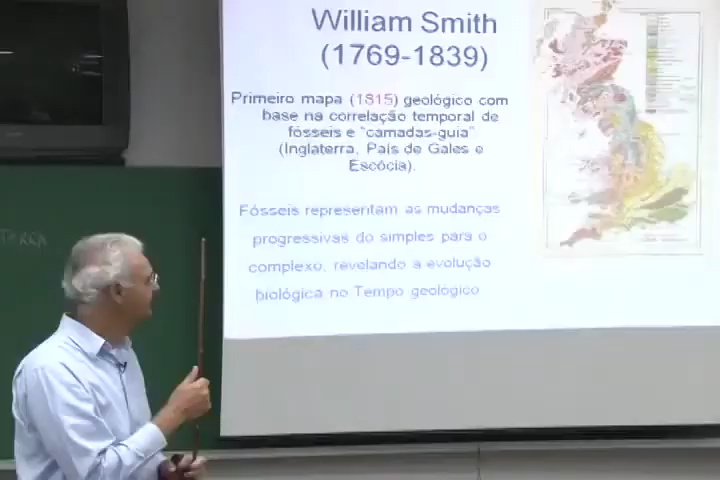 William Smith
(1769-1839)
Primeiro mapa (1815) geológico com
base na correlação temporal de
fósseis e "camadas-guia"
(Inglaterra, País de Gales e
Escócia).
Fósseis representam as mudanças
progressivas do simples para o
complexo, revelando a evolução
biológica no Tempo geológico
TERRA